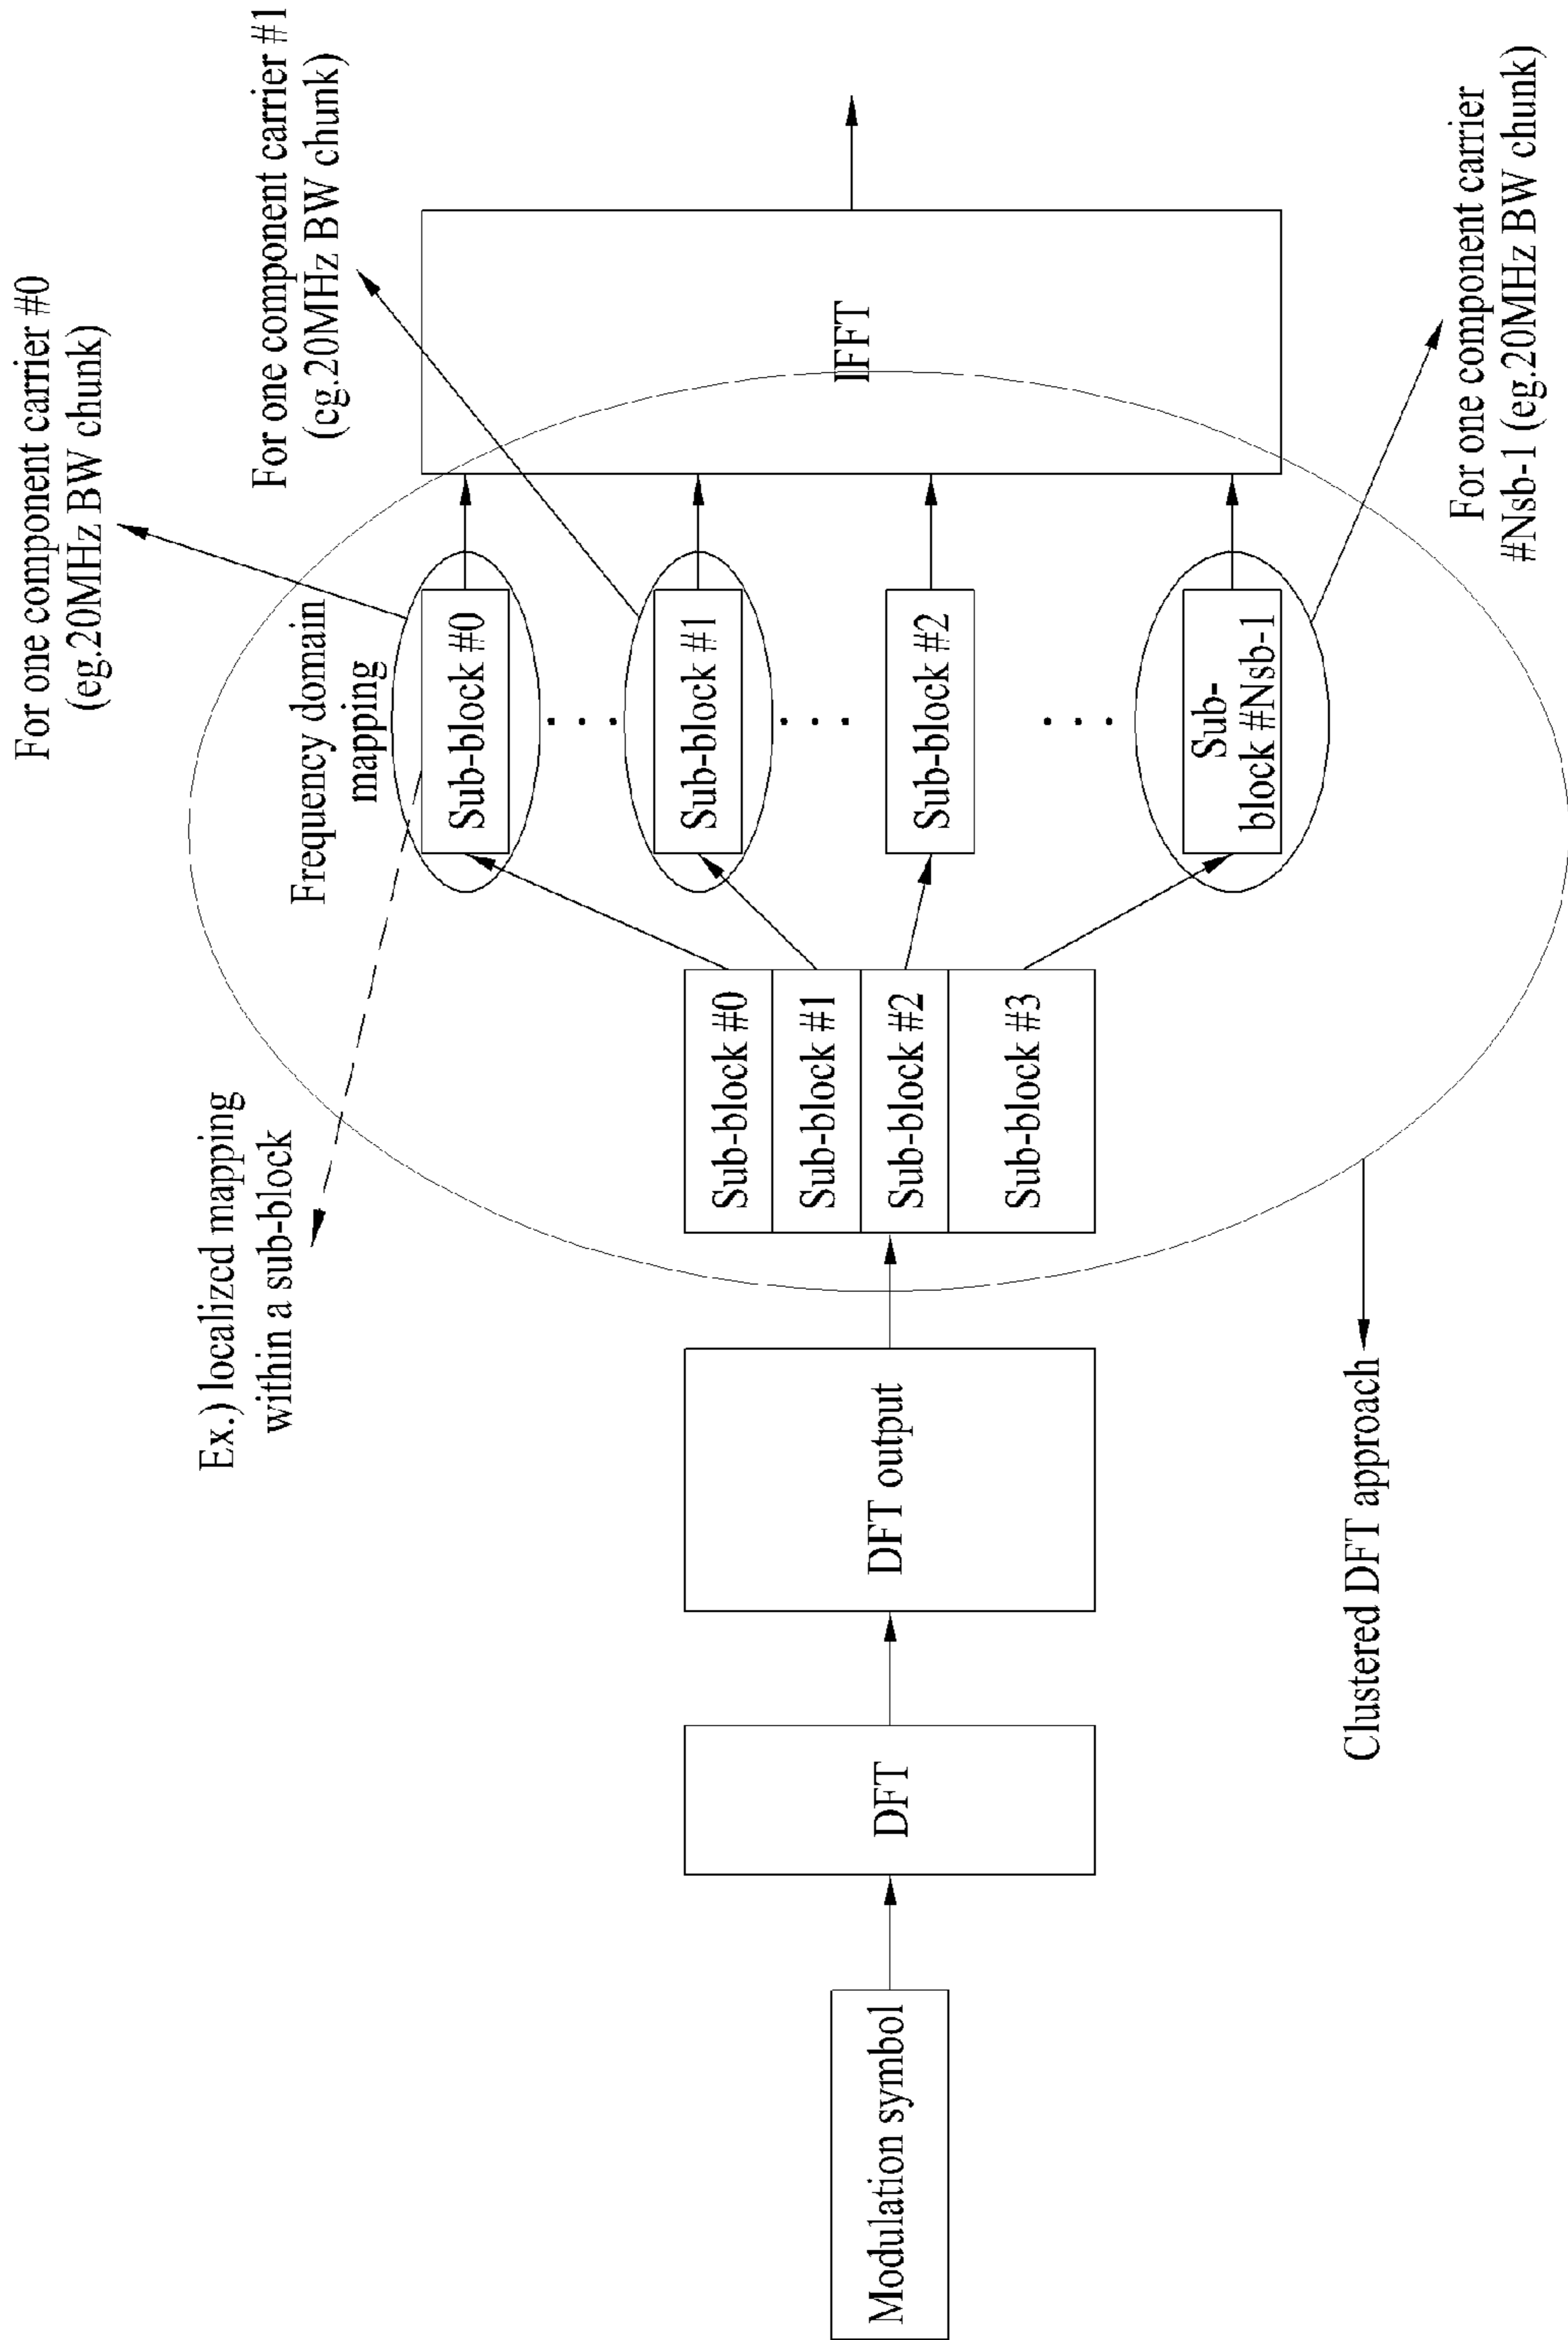 For one component carrier #0
(eg.20MHz BW chunk)
For one component carrier #1
(cg.20MHz BW chunk)
Ex.) localizcd mapping
within a sub-block
Frequency domain
mapping
Sub-block #0
Sub-block #1
Sub-block #2
Sub-
block #Nsb-1
Modulation symbol
DFT
DFT output
Sub-block #0
Sub-block #1
Sub-block #2
Sub-block #3
IFFT
Clustered DFT approach
For one component carrier
#Nsb-1 (eg.20MHz BW chunk)